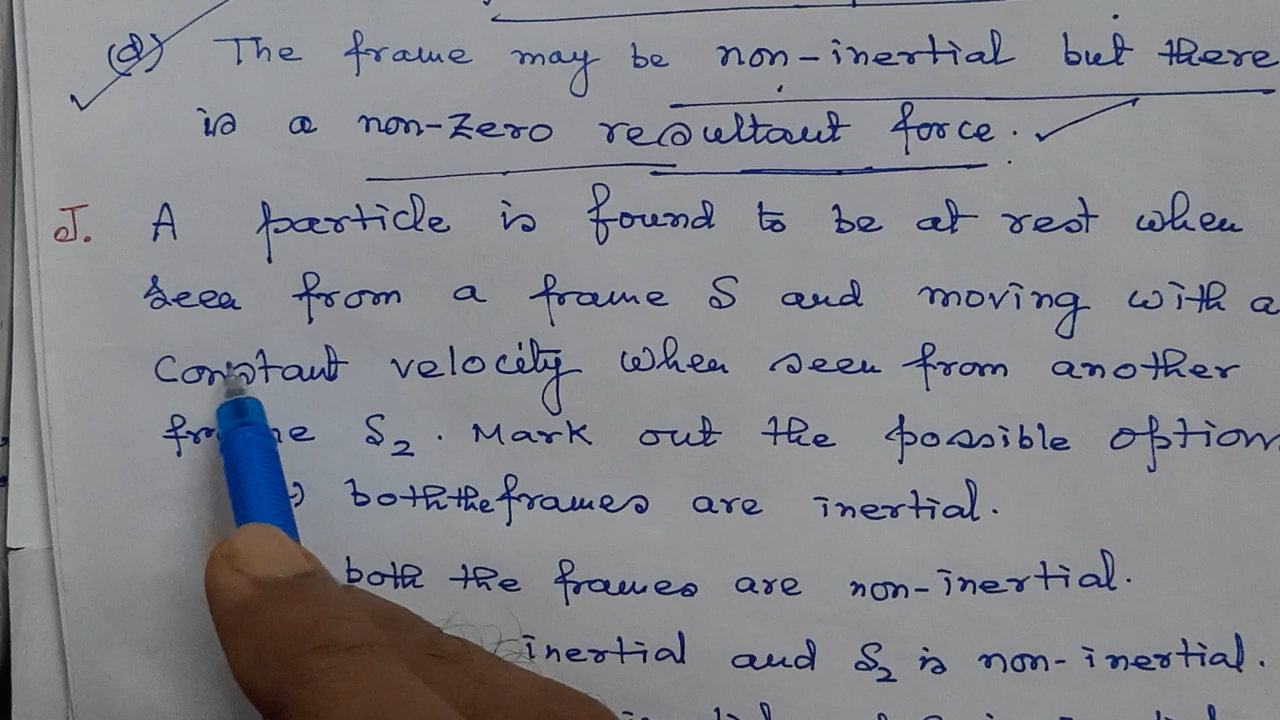 (d) The frame may be non-inertial but there
is a non-zero resultant force.
J. A particle is found to be at rest when
seen from a frame S and moving with a
constant velocity when seen from another
S2. Mark out the possible option
both the frames are inertial.
both the frames are non-inertial.
inertial and S2 is non-inertial.